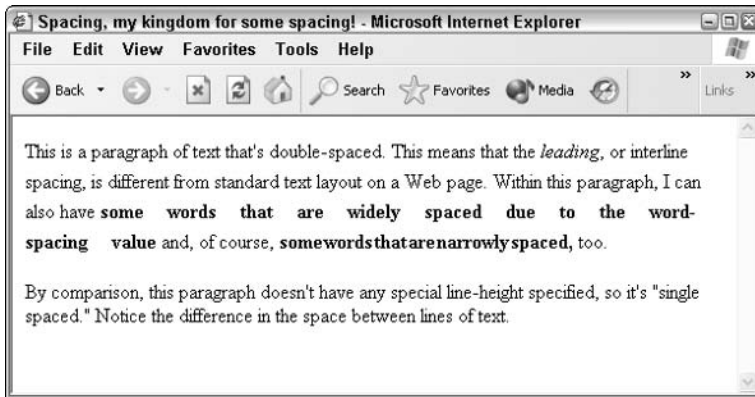 Spacing, my kingdom for some spacing! - Microsoft Internet Explorer
File Edit View Favorites Tools Help
Back Search Favorites Media » Links »
This is a paragraph of text that's double-spaced. This means that the leading, or interline
spacing, is different from standard text layout on a Web page. Within this paragraph, I can
also have some words that are widely spaced due to the word-
spacing value and, of course, somewordsthatarenarrowlyspaced, too.
By comparison, this paragraph doesn't have any special line-height specified, so it's "single
spaced." Notice the difference in the space between lines of text.